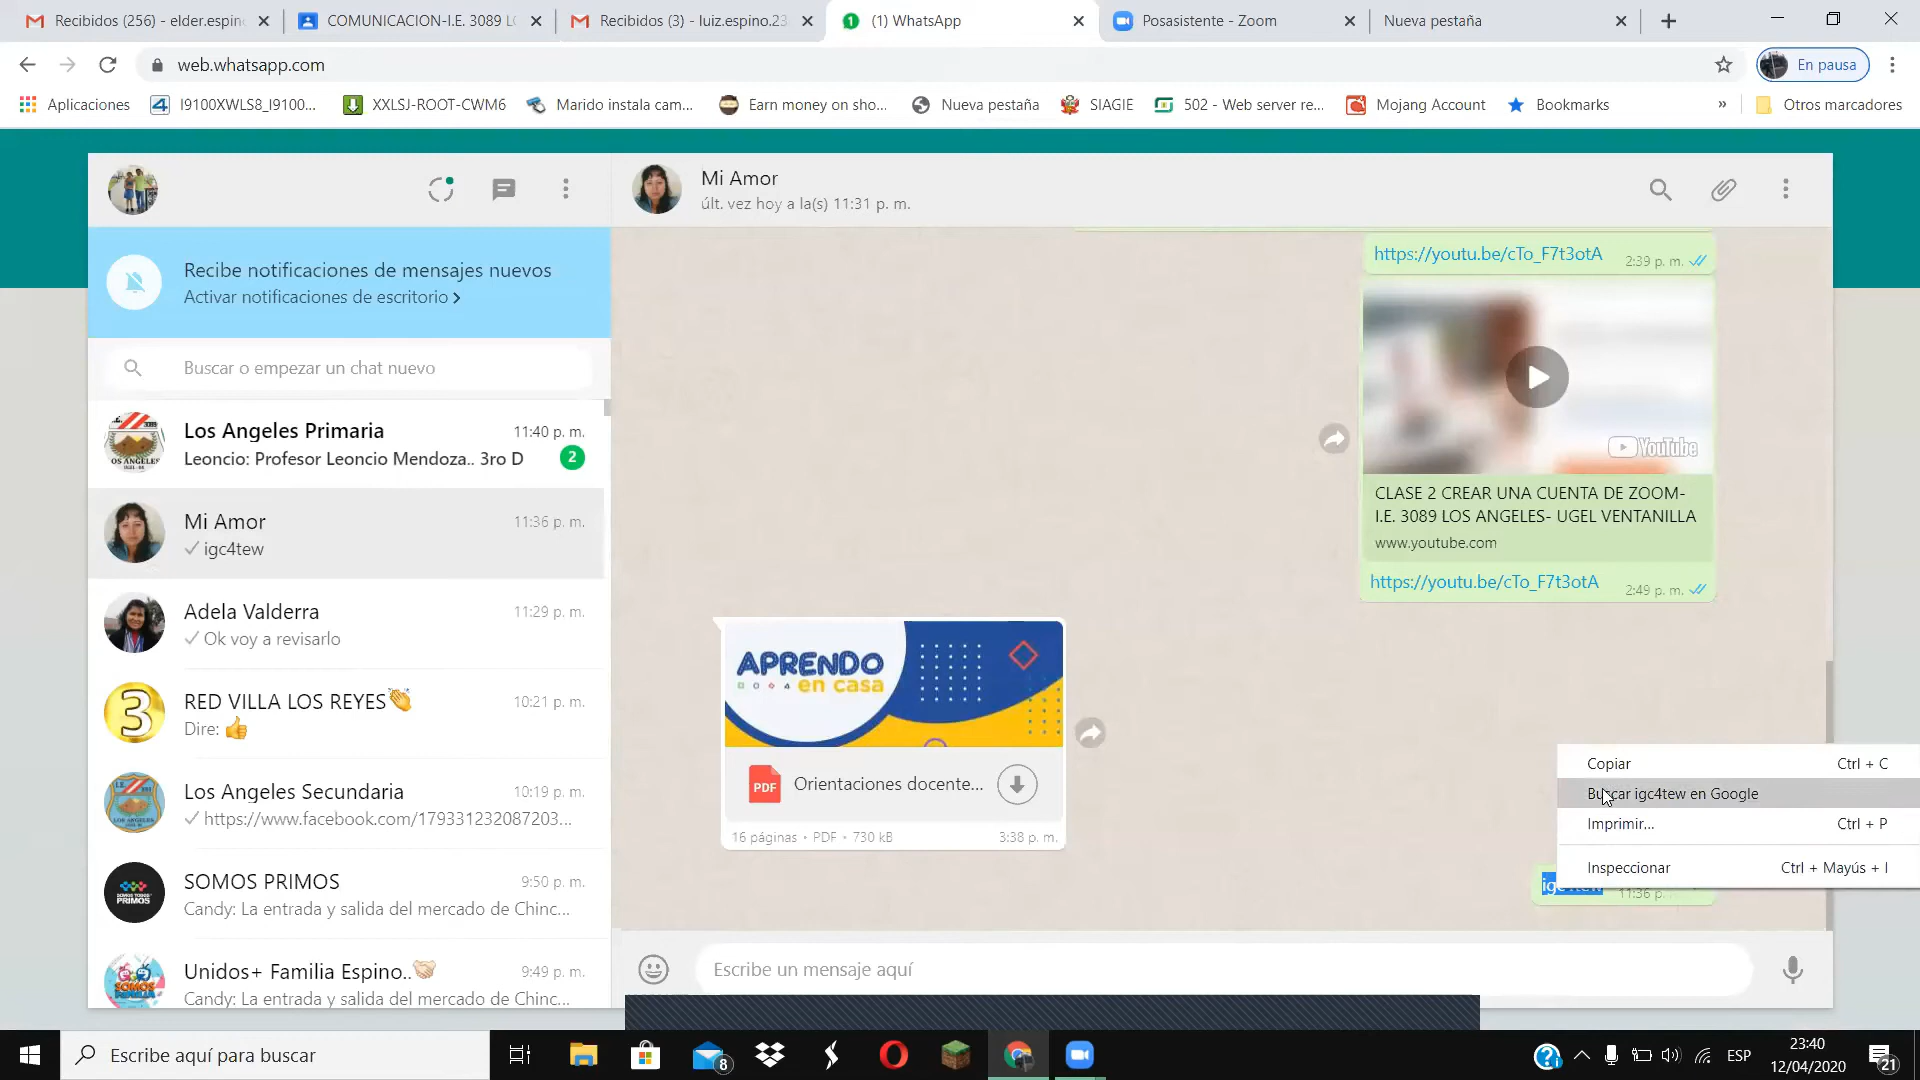 Recibidos (256) - elder.espin
COMUNICACION-I.E. 3089 L
Recibidos (3) - luiz.espino.23
(1) WhatsApp
Posasistente - Zoom
Nueva pestaña
web.whatsapp.com
En pausa
Aplicaciones
I9100XWLS8_I9100...
XXLSJ-ROOT-CWM6
Marido instala cam...
Earn money on sho...
Nueva pestaña
SIAGIE
502 - Web server re...
Mojang Account
Bookmarks
»
Otros marcadores
Mi Amor
últ. vez hoy a la(s) 11:31 p. m.
Recibe notificaciones de mensajes nuevos
Activar notificaciones de escritorio >
Buscar o empezar un chat nuevo
Los Angeles Primaria
11:40 p. m.
Leoncio: Profesor Leoncio Mendoza.. 3ro D
2
Mi Amor
11:36 p. m.
igc4tew
Adela Valderra
11:29 p. m.
Ok voy a revisarlo
3
RED VILLA LOS REYES👏
10:21 p. m.
Dire: 👍
Los Angeles Secundaria
10:19 p. m.
https://www.facebook.com/179331232087203...
SOMOS PRIMOS
9:50 p. m.
Candy: La entrada y salida del mercado de Chinc...
Unidos+ Familia Espino..🤝
9:49 p. m.
Candy: La entrada y salida del mercado de Chinc...
https://youtu.be/cTo_F7t3otA
2:39 p. m.
YouTube
CLASE 2 CREAR UNA CUENTA DE ZOOM-
I.E. 3089 LOS ANGELES- UGEL VENTANILLA
www.youtube.com
https://youtu.be/cTo_F7t3otA
2:49 p. m.
APRENDO
en casa
PDF
Orientaciones docente...
16 páginas • PDF • 730 kB
3:38 p. m.
Copiar
Ctrl + C
Buscar igc4tew en Google
Imprimir...
Ctrl + P
Inspeccionar
Ctrl + Mayús + I
igc4tew
11:36 p.
Escribe un mensaje aquí
Escribe aquí para buscar
8
ESP
23:40
12/04/2020
21